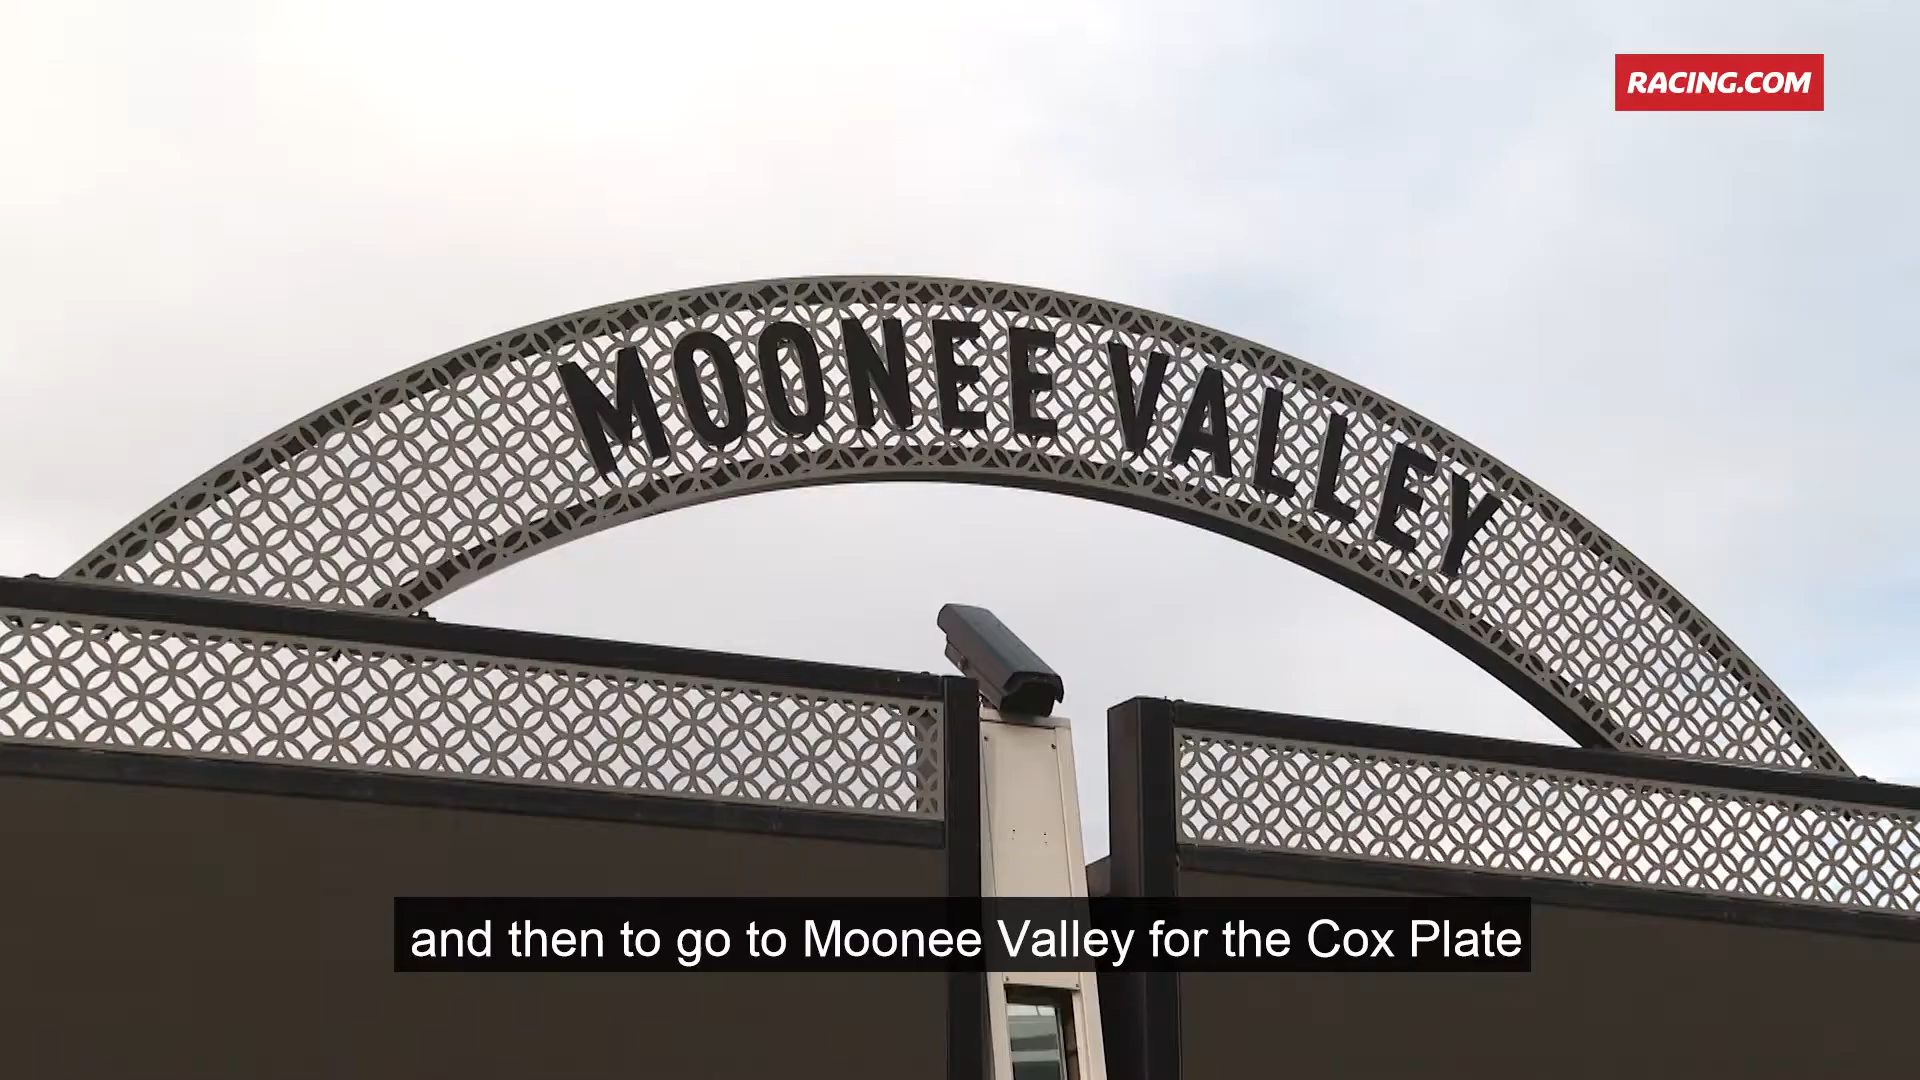 RACING.COM
MOONEE VALLEY
and then to go to Moonee Valley for the Cox Plate